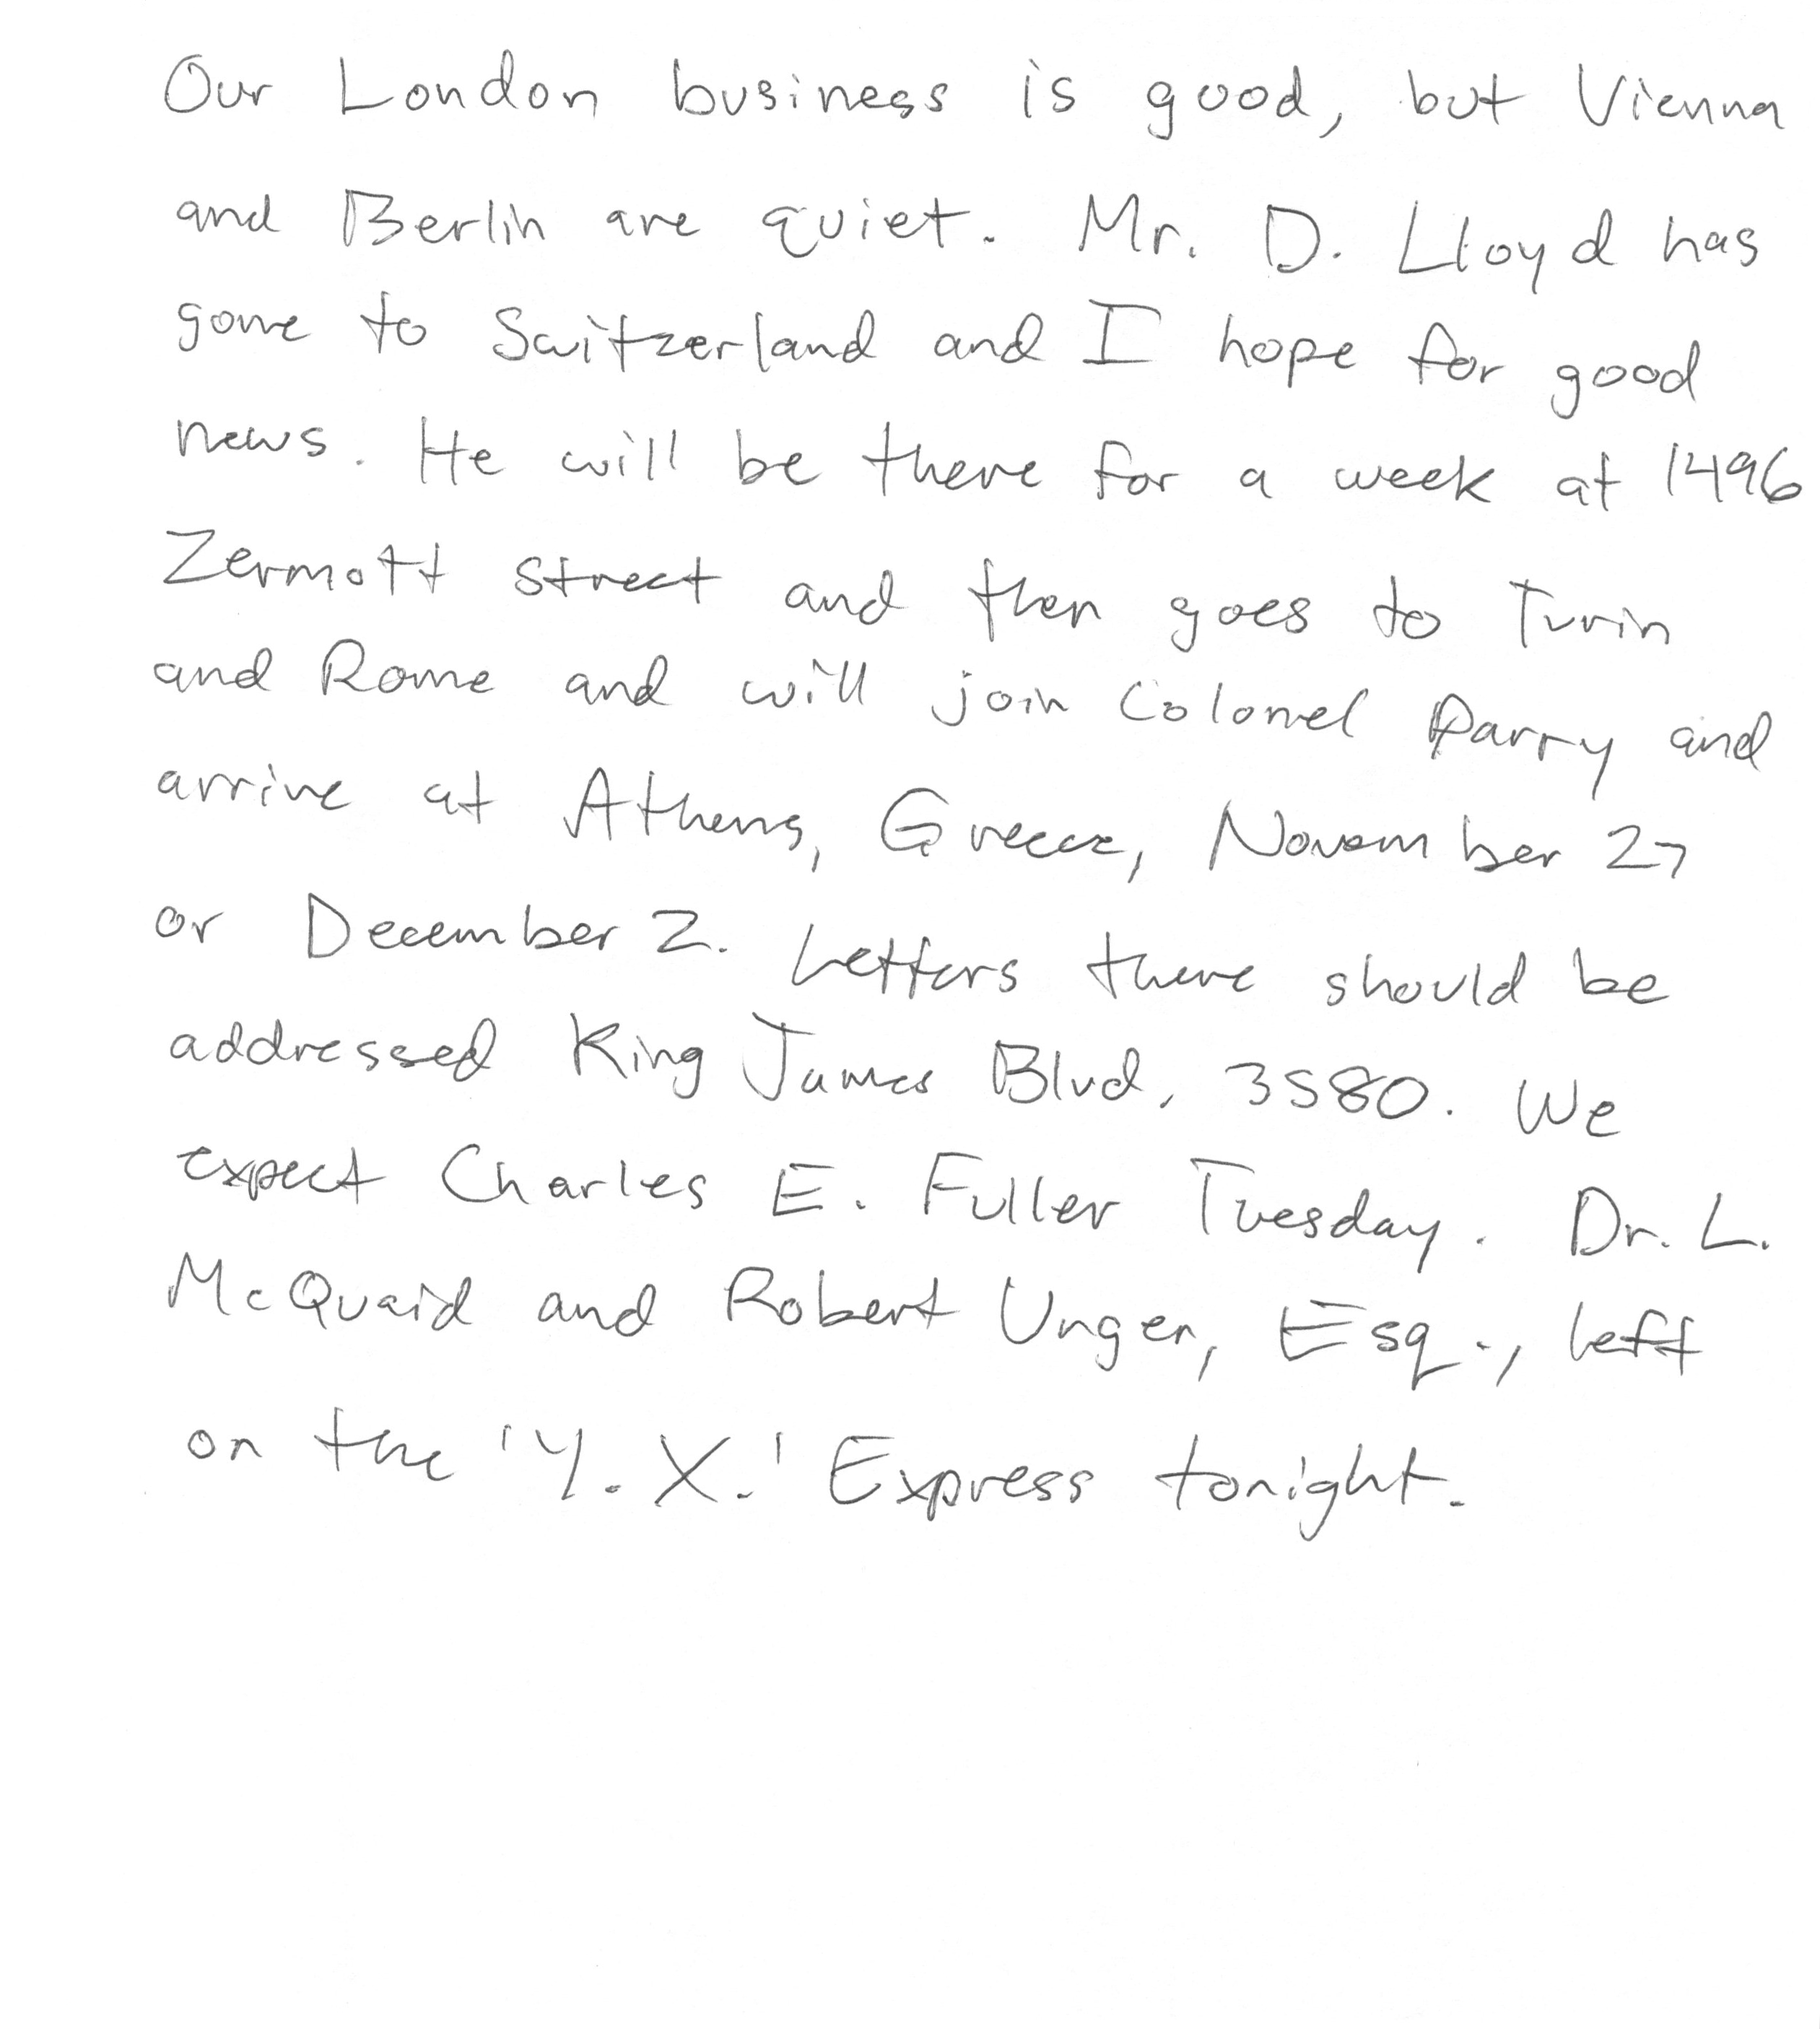 Our London business is good, but Vienna
and Berlin are quiet. Mr. D. Lloyd has
gone to Switzerland and I hope for good
news. He will be there for a week at 1496
Zermott Street and then goes to Turin
and Rome and will join Colonel Parry and
arrive at Athens, Greece, November 27
or December 2. Letters there should be
addressed King James Blvd. 3580. We
expect Charles E. Fuller Tuesday. Dr. L.
McQuaid and Robert Unger, Esq., left
on the 'Y. X.' Express tonight.